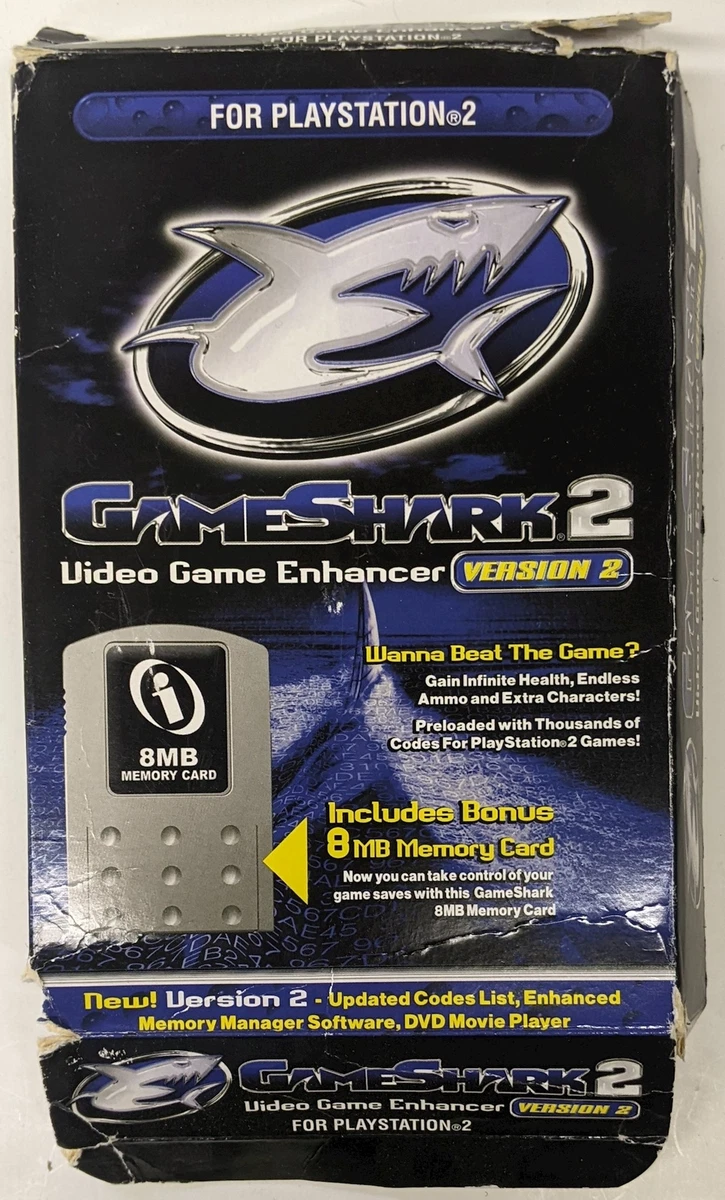 FOR PLAYSTATION®2
FOR PLAYSTATION®2
GAMESHARK®2
Video Game Enhancer VERSION 2
8MB
MEMORY CARD
Wanna Beat The Game?
Gain Infinite Health, Endless
Ammo and Extra Characters!
Preloaded with Thousands of
Codes For PlayStation®2 Games!
Includes Bonus
8MB Memory Card
Now you can take control of your
game saves with this GameShark
8MB Memory Card
New! Version 2 - Updated Codes List, Enhanced
Memory Manager Software, DVD Movie Player
GAMESHARK 2
Video Game Enhancer VERSION 2
FOR PLAYSTATION®2